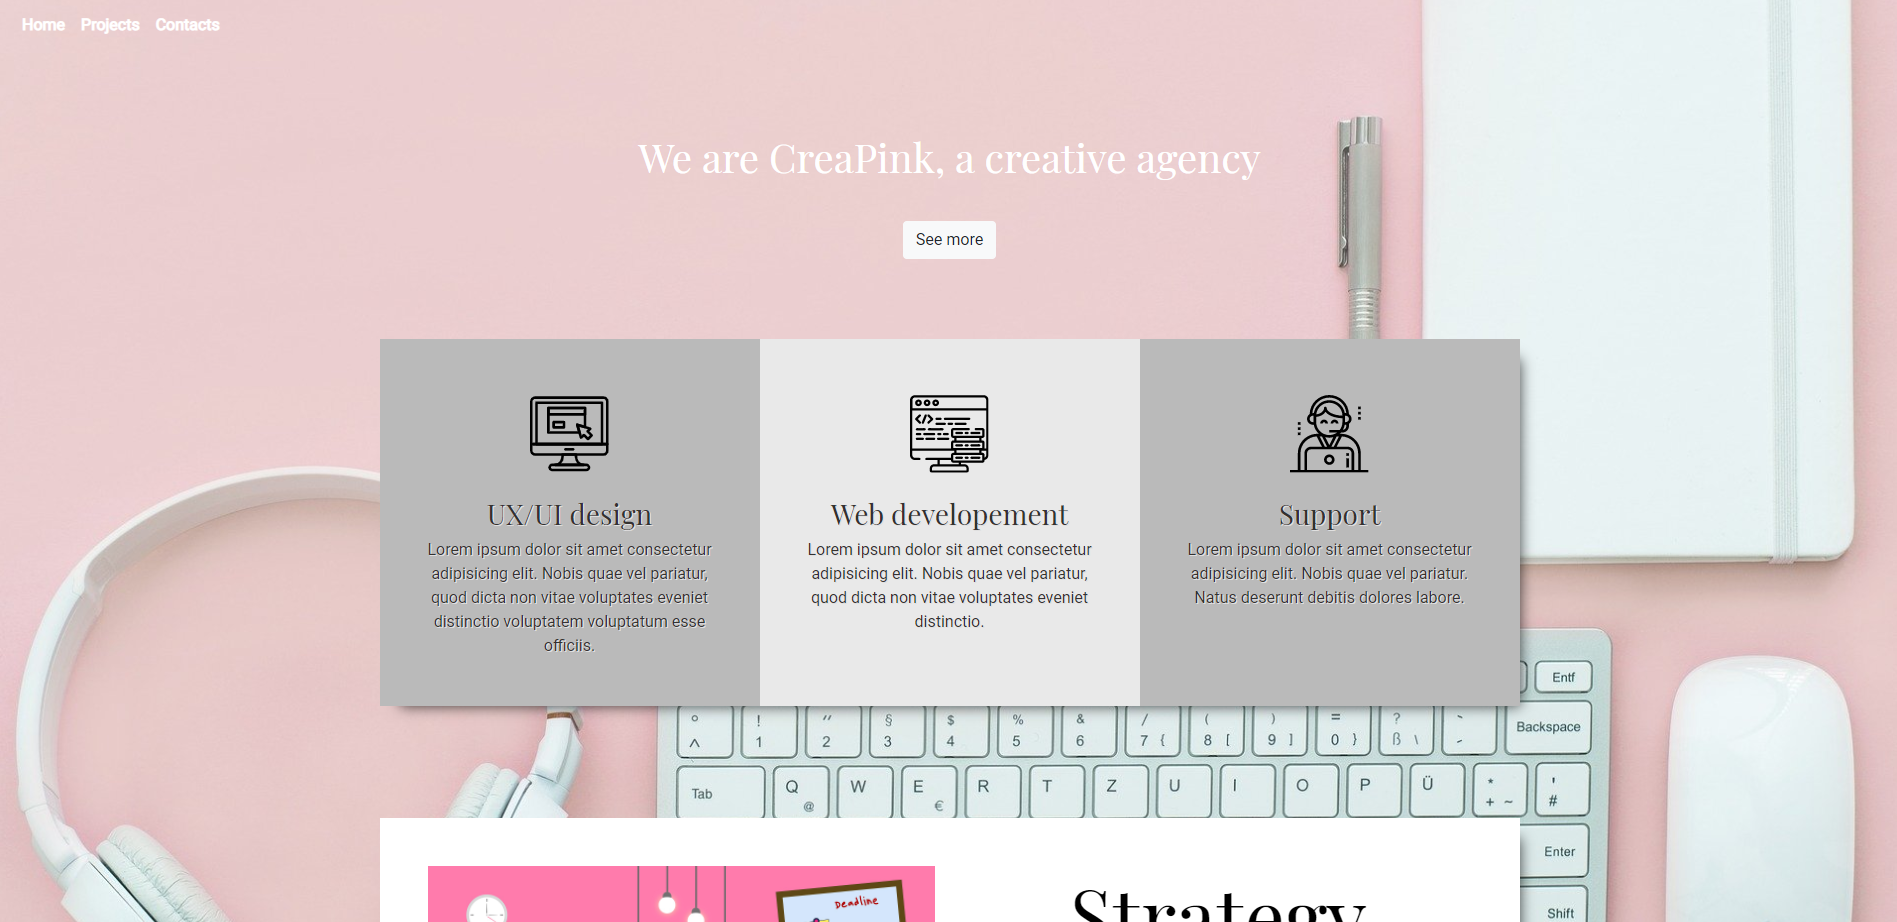 Home Projects Contacts
We are CreaPink, a creative agency
See more
UX/UI design
Lorem ipsum dolor sit amet consectetur
adipisicing elit. Nobis quae vel pariatur,
quod dicta non vitae voluptates eveniet
distinctio voluptatem voluptatum esse
officiis.
Web developement
Lorem ipsum dolor sit amet consectetur
adipisicing elit. Nobis quae vel pariatur,
quod dicta non vitae voluptates eveniet
distinctio.
Support
Lorem ipsum dolor sit amet consectetur
adipisicing elit. Nobis quae vel pariatur.
Natus deserunt debitis dolores labore.
Entf
° ! " § $ % & / ( ) = ? ` Backspace
^ 1 2 3 4 5 6 7 { 8 [ 9 ] 0 } ß \ ´
Tab Q @ W E € R T Z U I O P Ü * + ~ ' #
Enter
Shift
Deadline
Strategy